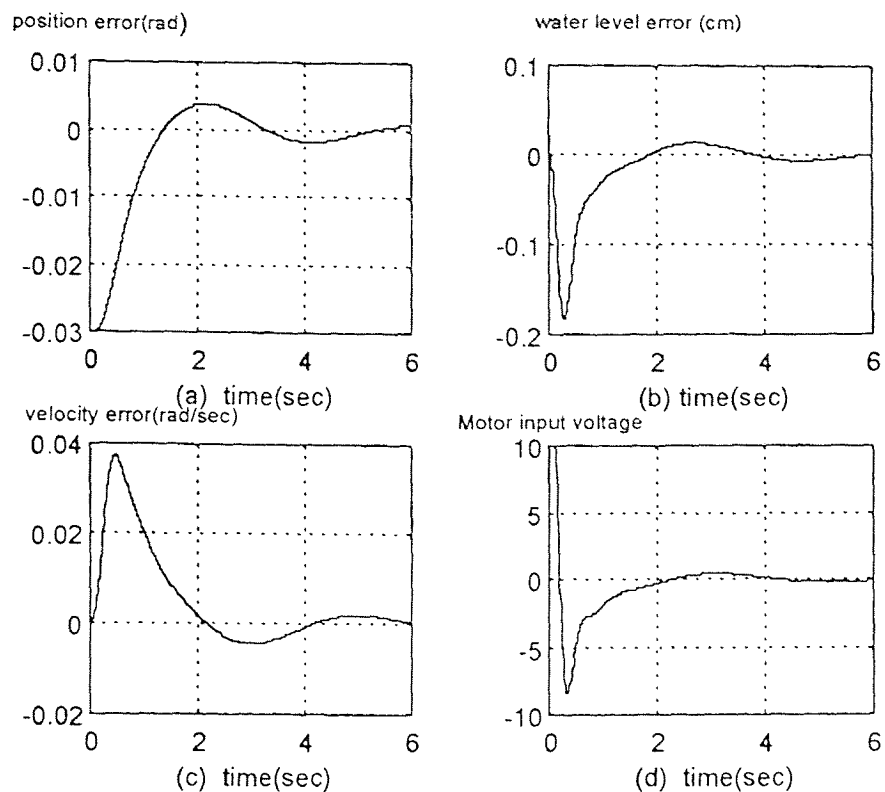 position error(rad)
0.01
0
-0.01
-0.02
-0.03
0 2 4 6
(a) time(sec)
water level error (cm)
0.1
0
-0.1
-0.2
0 2 4 6
(b) time(sec)
velocity error(rad/sec)
0.04
0.02
0
-0.02
0 2 4 6
(c) time(sec)
Motor input voltage
10
5
0
-5
-10
0 2 4 6
(d) time(sec)